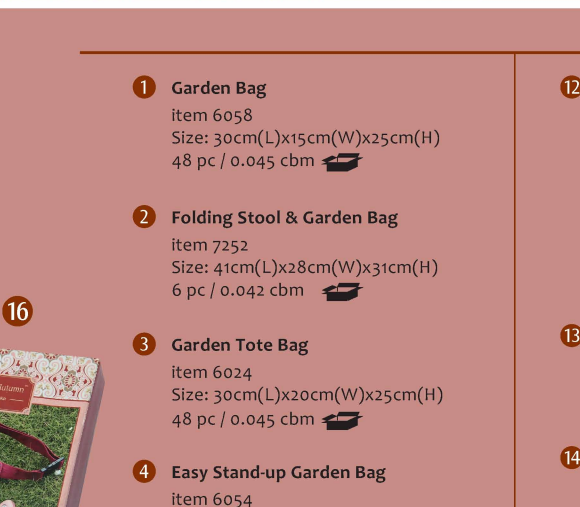 1 Garden Bag
item 6058
Size: 30cm(L)x15cm(W)x25cm(H)
48 pc / 0.045 cbm
2 Folding Stool & Garden Bag
item 7252
Size: 41cm(L)x28cm(W)x31cm(H)
6 pc / 0.042 cbm
3 Garden Tote Bag
item 6024
Size: 30cm(L)x20cm(W)x25cm(H)
48 pc / 0.045 cbm
4 Easy Stand-up Garden Bag
item 6054
16
12
13
14